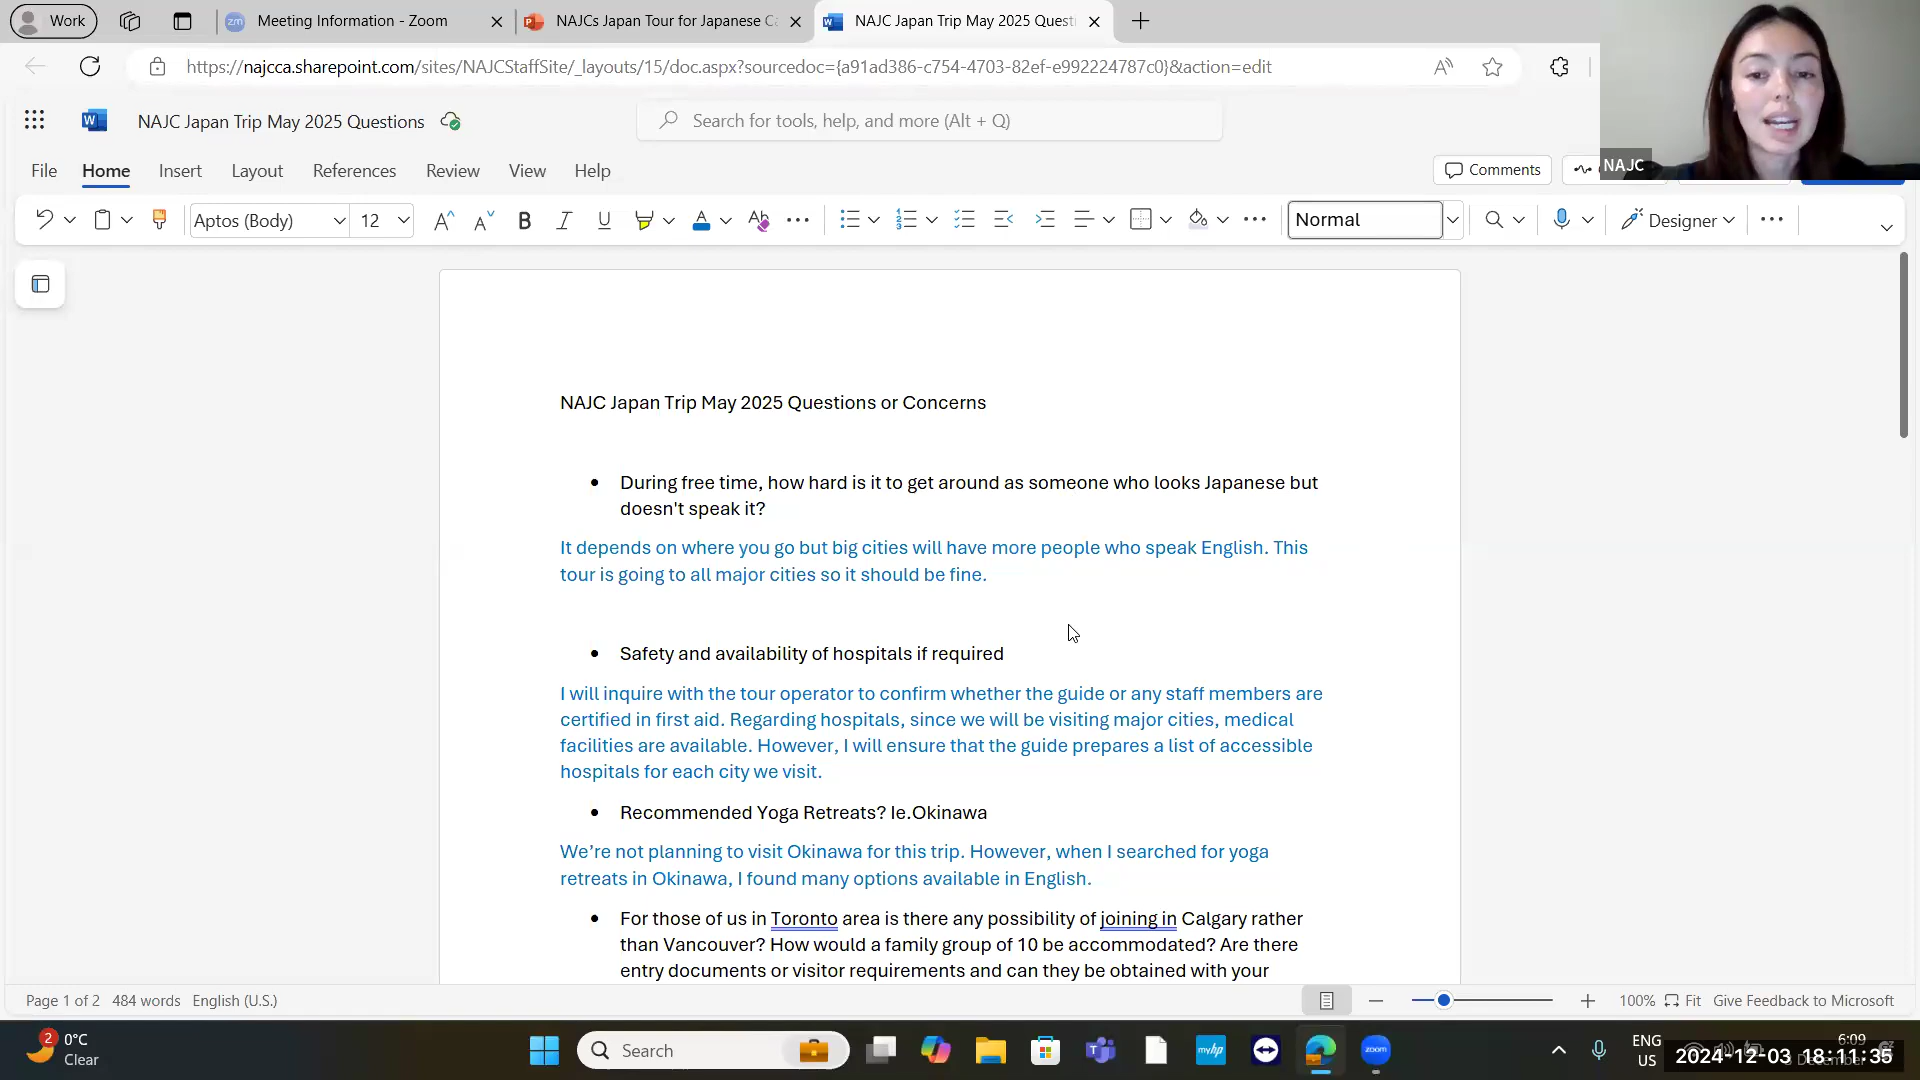 Work
Meeting Information - Zoom
NAJCs Japan Tour for Japanese C
NAJC Japan Trip May 2025 Questi
https://najcca.sharepoint.com/sites/NAJCStaffSite/_layouts/15/doc.aspx?sourcedoc={a91ad386-c754-4703-82ef-e992224787c0}&action=edit
NAJC Japan Trip May 2025 Questions
Search for tools, help, and more (Alt + Q)
File Home Insert Layout References Review View Help
Comments
NAJC
Aptos (Body) 12
Normal
Designer
NAJC Japan Trip May 2025 Questions or Concerns
• During free time, how hard is it to get around as someone who looks Japanese but
doesn't speak it?
It depends on where you go but big cities will have more people who speak English. This
tour is going to all major cities so it should be fine.
• Safety and availability of hospitals if required
I will inquire with the tour operator to confirm whether the guide or any staff members are
certified in first aid. Regarding hospitals, since we will be visiting major cities, medical
facilities are available. However, I will ensure that the guide prepares a list of accessible
hospitals for each city we visit.
• Recommended Yoga Retreats? Ie.Okinawa
We’re not planning to visit Okinawa for this trip. However, when I searched for yoga
retreats in Okinawa, I found many options available in English.
• For those of us in Toronto area is there any possibility of joining in Calgary rather
than Vancouver? How would a family group of 10 be accommodated? Are there
entry documents or visitor requirements and can they be obtained with your
Page 1 of 2 484 words English (U.S.)
100% Fit Give Feedback to Microsoft
2
0°C
Clear
Search
myhp
zoom
ENG
US
6:09
2024-12-03 18:11:35